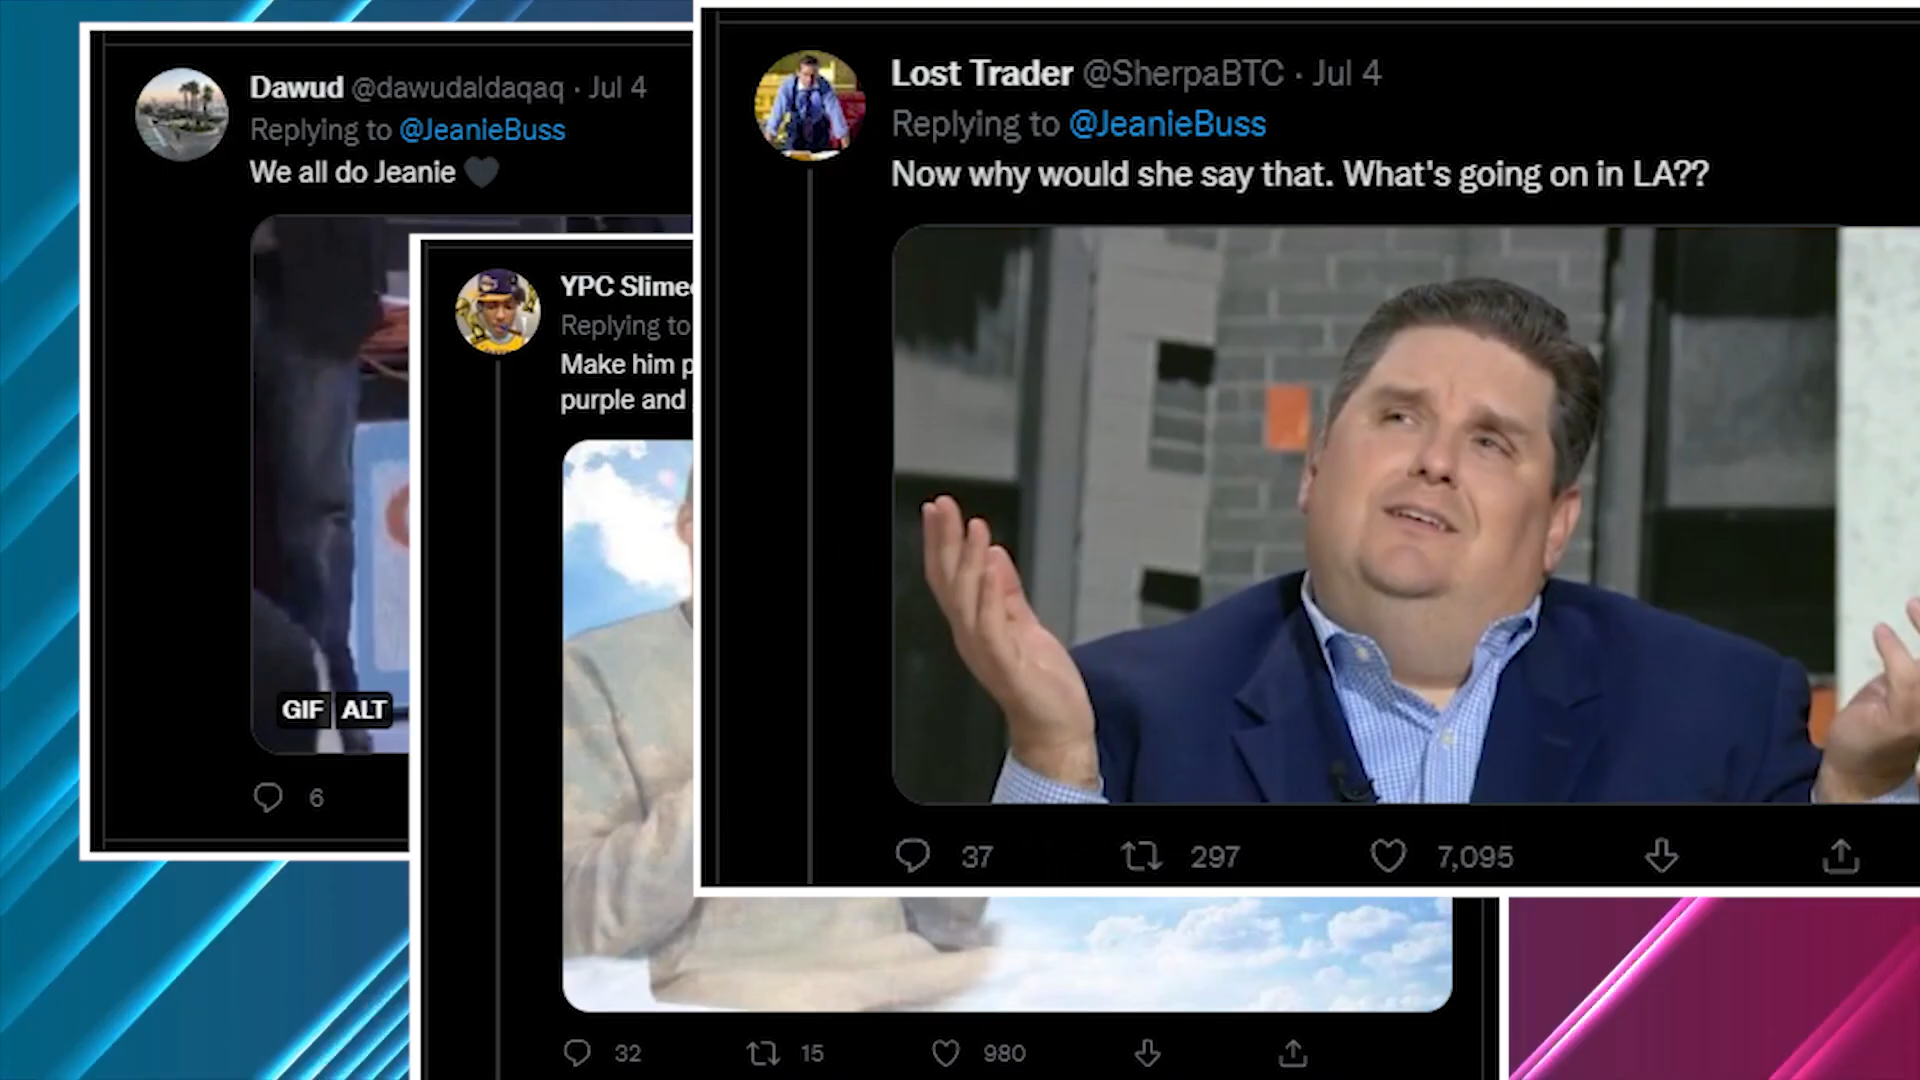 Dawud @dawudaldaqaq · Jul 4
Replying to @JeanieBuss
We all do Jeanie 🖤
GIF ALT
6
YPC
Replying to
Make him
purple and
32 15 980
Lost Trader @SherpaBTC · Jul 4
Replying to @JeanieBuss
Now why would she say that. What's going on in LA??
37 297 7,095